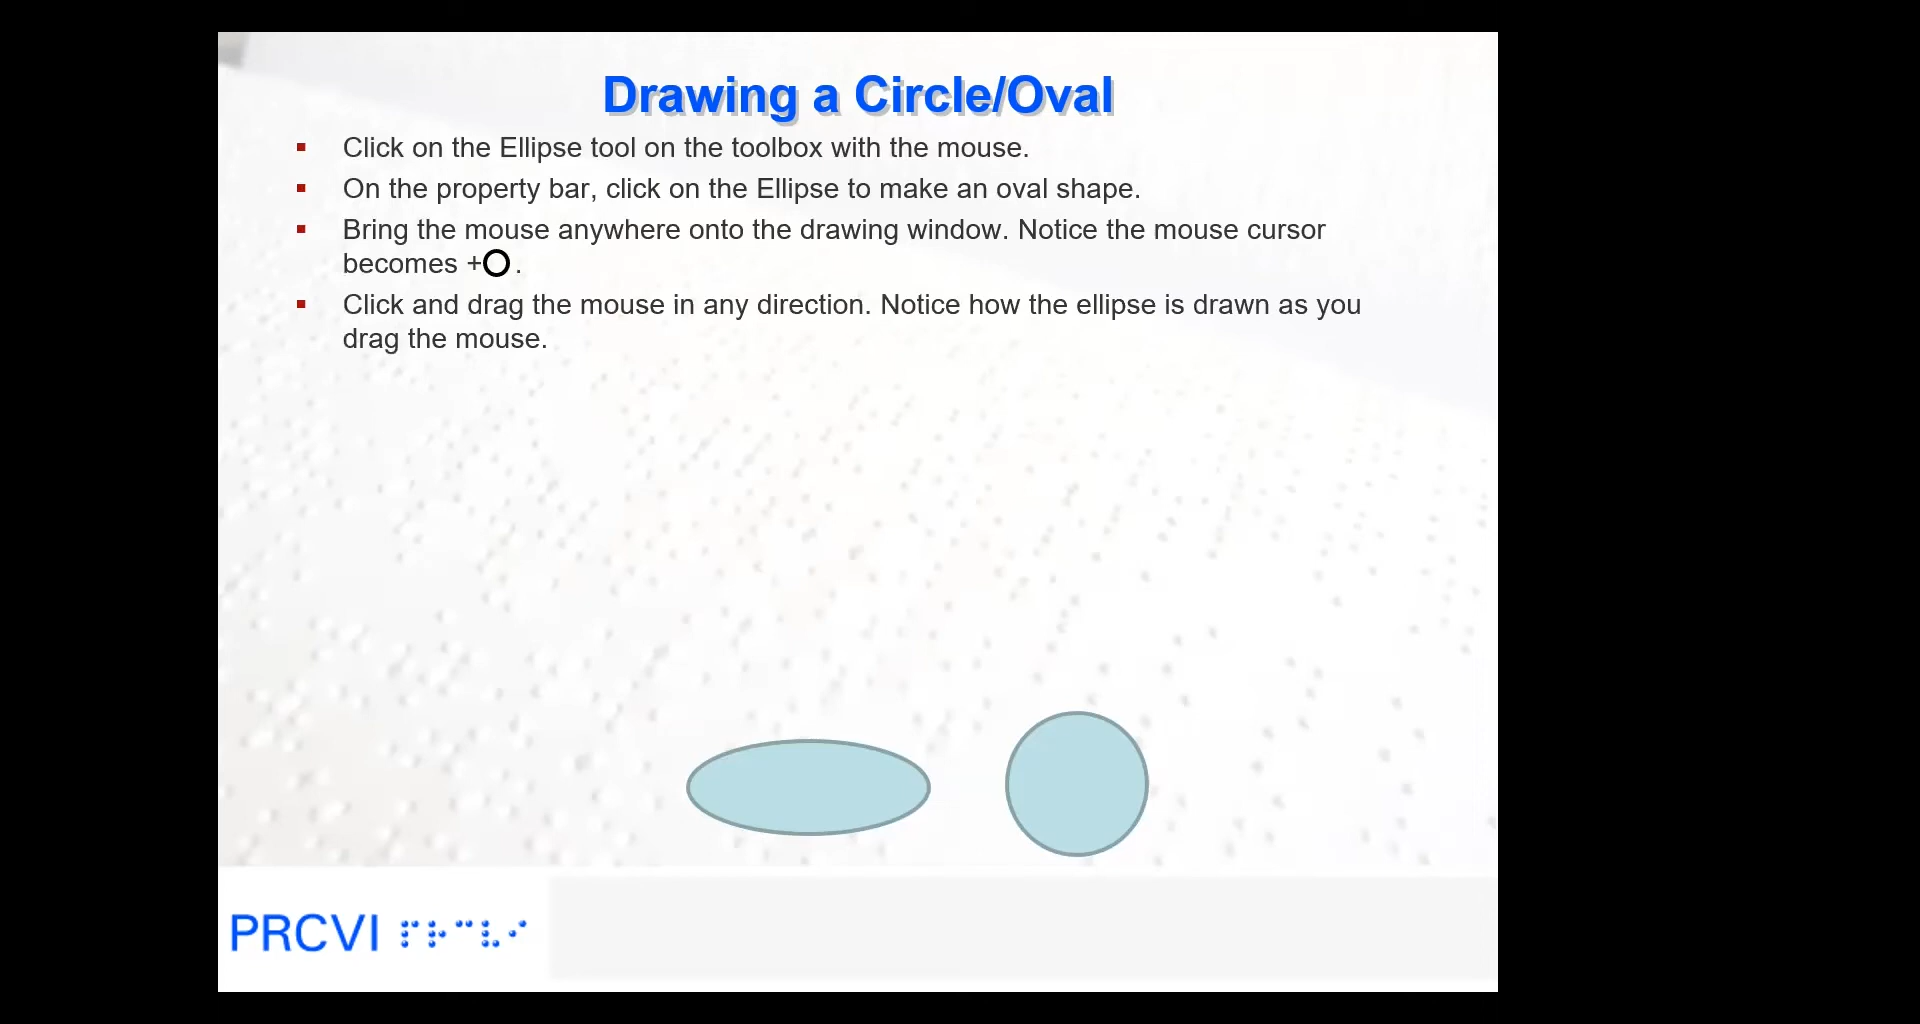 Drawing a Circle/Oval
▪ Click on the Ellipse tool on the toolbox with the mouse.
▪ On the property bar, click on the Ellipse to make an oval shape.
▪ Bring the mouse anywhere onto the drawing window. Notice the mouse cursor
becomes +O .
▪ Click and drag the mouse in any direction. Notice how the ellipse is drawn as you
drag the mouse.
PRCVI ⠏⠗⠉⠧⠊